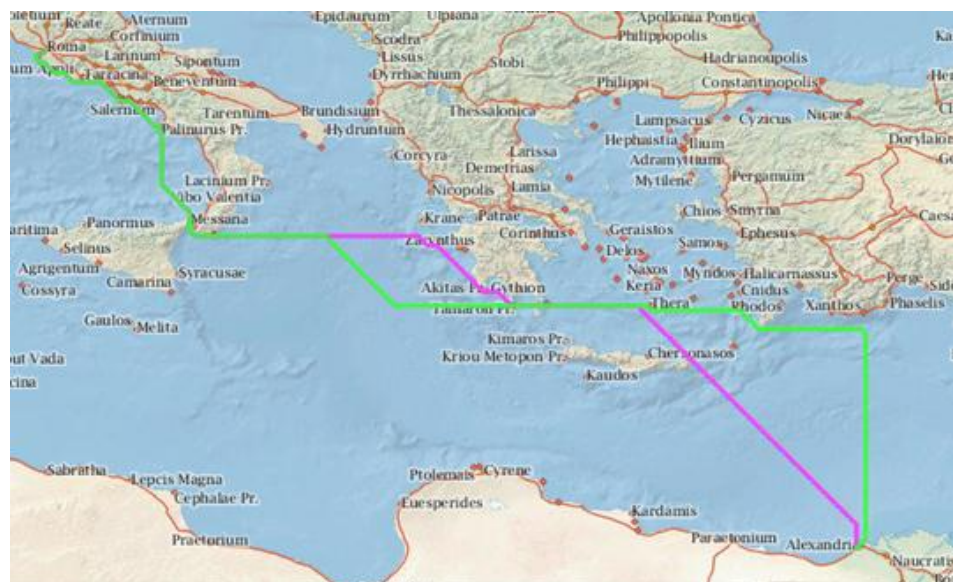 Epidaurum
Ulpiana
Apollonia Pontica
Reate
Aternum
Corfinium
Scodra
Philippopolis
Roma
Larinum
Lissus
Stobi
Hadrianoupolis
Tarracina
Sipontum
Dyrrhachium
Philippi
Constantinopolis
Beneventum
Salernum
Tarentum
Brundisium
Thessalonica
Lampsacus
Cyzicus
Nicaea
Palinurus Pr.
Hydruntum
Hephaistia
Ilium
Dorylaion
Corcyra
Larissa
Adramyttium
Demetrias
Lacinium Pr.
Nicopolis
Lamia
Mytilene
Pergamum
Vibo Valentia
Panormus
Messana
Krane
Patrae
Chios
Smyrna
Selinus
Zacynthus
Corinthus
Geraistos
Samos
Ephesus
Delos
Agrigentum
Syracusae
Naxos
Myndos
Halicarnassus
Perge
Cossyra
Camarina
Akitas Pr.
Gythion
Keria
Cnidus
Thera
Rhodos
Xanthos
Phaselis
Tainaron Pr.
Gaulos
Melita
Kimaros Pr.
Kriou Metopon Pr.
Chersonasos
Kaudos
Sabratha
Lepcis Magna
Ptolemais
Cyrene
Cephalae Pr.
Euesperides
Kardamis
Praetorium
Paraetonium
Alexandri
Naucratis